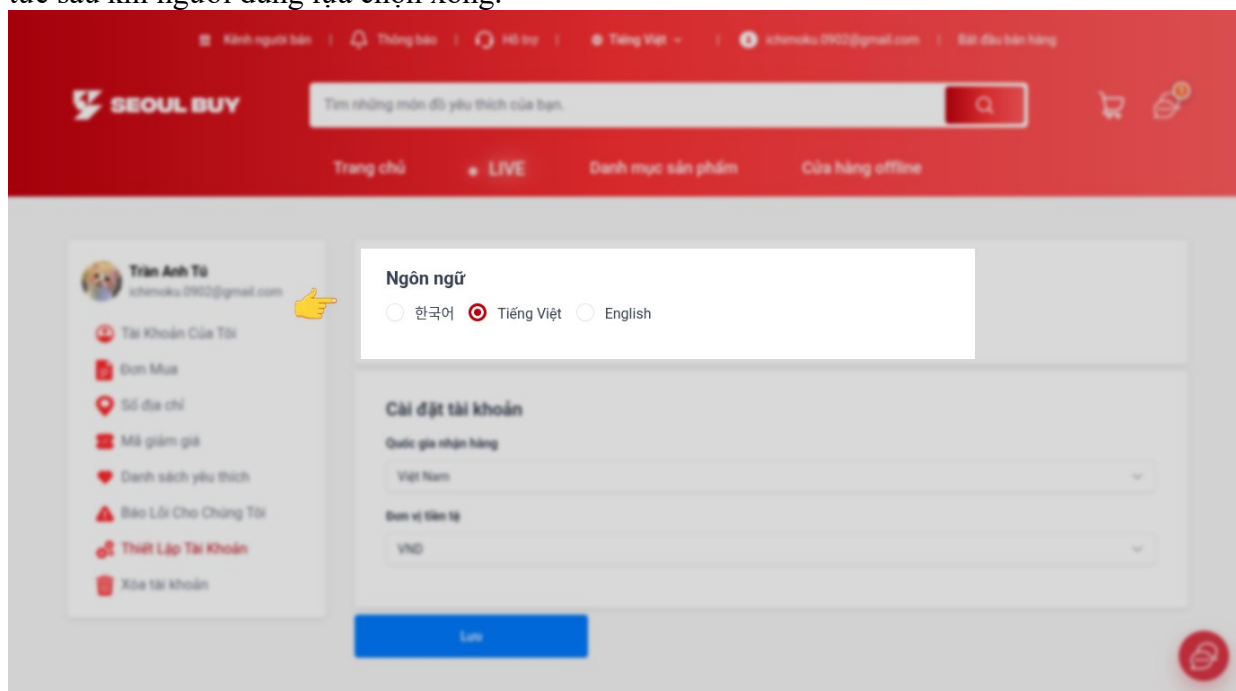 tức sau khi người dùng lựa chọn xong.
Kênh người bán | Thông báo | Hỗ trợ | Tiếng Việt | ichimoku.0902@gmail.com | Bắt đầu bán hàng
SEOUL BUY
Tìm những món đồ yêu thích của bạn.
Trang chủ LIVE Danh mục sản phẩm Cửa hàng offline
Trần Anh Tú
ichimoku.0902@gmail.com
Tài Khoản Của Tôi
Đơn Mua
Sổ địa chỉ
Mã giảm giá
Danh sách yêu thích
Báo Lỗi Cho Chúng Tôi
Thiết Lập Tài Khoản
Xóa tài khoản
Ngôn ngữ
한국어 Tiếng Việt English
Cài đặt tài khoản
Quốc gia nhận hàng
Việt Nam
Đơn vị tiền tệ
VND
Lưu